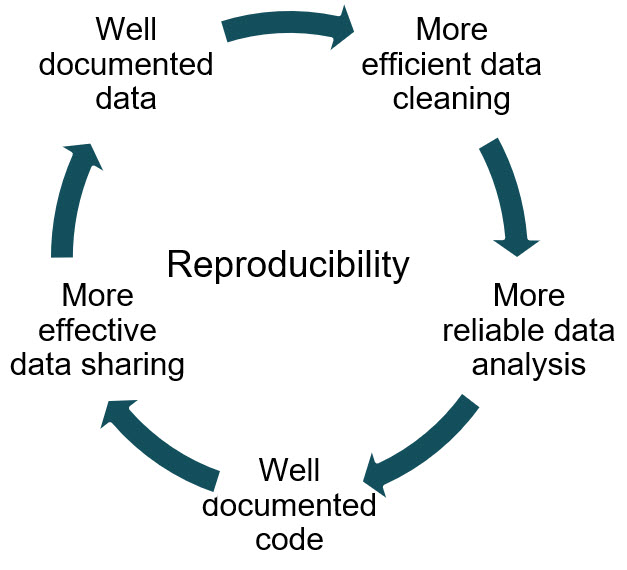 Well
documented
data
More
efficient data
cleaning
Reproducibility
More
reliable data
analysis
Well
documented
code
More
effective
data sharing